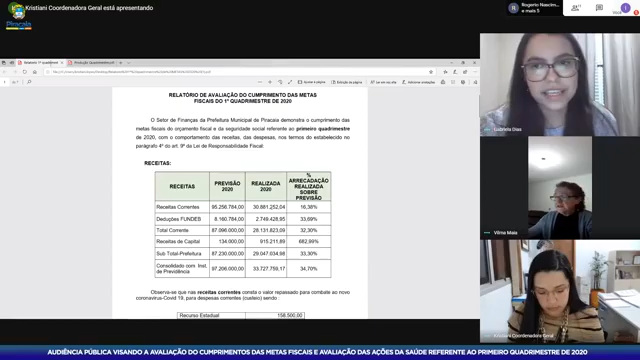 Kristiani Coordenadora Geral está apresentando
Piracaia
Rogerio Nascim...
e mais 5
RELATÓRIO DE AVALIAÇÃO DO CUMPRIMENTO DAS METAS
FISCAIS DO 1º QUADRIMESTRE DE 2020
O Setor de Finanças da Prefeitura Municipal de Piracaia demonstra o cumprimento das
metas fiscais do orçamento fiscal e da seguridade social referente ao primeiro quadrimestre
de 2020, com o comportamento das receitas, das despesas, nos termos do estabelecido no
parágrafo 4º do art. 9º da Lei de Responsabilidade Fiscal:
RECEITAS:
RECEITAS PREVISÃO 2020 REALIZADA 2020 % ARRECADAÇÃO REALIZADA SOBRE PREVISÃO
Receitas Correntes 95.256.784,00 30.881.252,04 16,38%
Deduções FUNDEB 8.160.784,00 2.749.428,95 33,69%
Total Corrente 87.096.000,00 28.131.823,09 32,30%
Receitas de Capital 134.000,00 915.211,89 682,99%
Sub Total-Prefeitura 87.230.000,00 29.047.034,98 33,30%
Consolidado com Inst. de Previdência 97.206.000,00 33.727.759,17 34,70%
Observa-se que nas receitas correntes consta o valor repassado para combate ao novo
coronavírus-Covid 19, para despesas correntes (custeio) sendo
Recurso Estadual 158.500,00
Gabriela Dias
Vilma Maia
Kristiani Coordenadora Geral
AUDIÊNCIA PÚBLICA VISANDO A AVALIAÇÃO DO CUMPRIMENTOS DAS METAS FISCAIS E AVALIAÇÃO DAS AÇÕES DA SAÚDE REFERENTE AO PRIMEIRO QUADRIMESTRE DE 2020